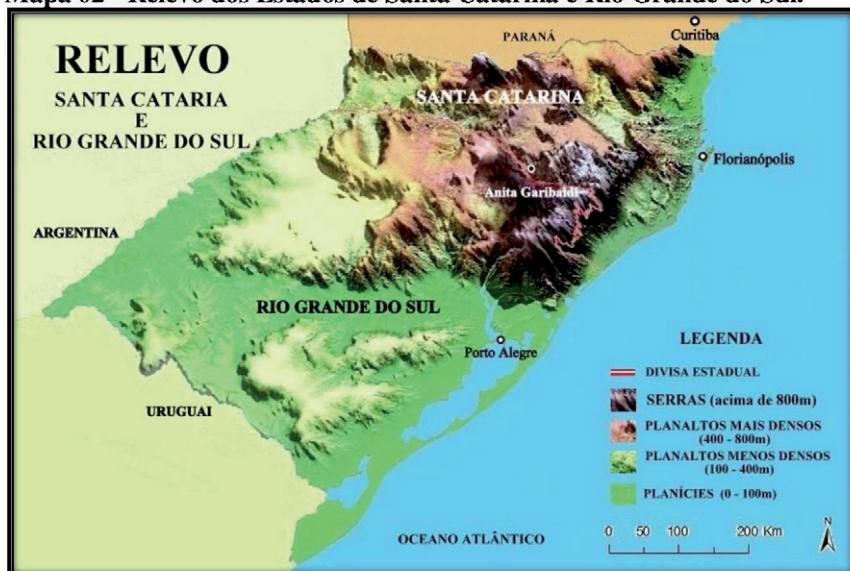 Mapa 02 – Relevo dos Estados de Santa Catarina e Rio Grande do Sul.
RELEVO
SANTA CATARIA
E
RIO GRANDE DO SUL
PARANÁ
Curitiba
SANTA CATARINA
Florianópolis
Anita Garibaldi
ARGENTINA
RIO GRANDE DO SUL
Porto Alegre
URUGUAI
OCEANO ATLÂNTICO
LEGENDA
DIVISA ESTADUAL
SERRAS (acima de 800m)
PLANALTOS MAIS DENSOS
(400 - 800m)
PLANALTOS MENOS DENSOS
(100 - 400m)
PLANÍCIES (0 - 100m)
0 50 100 200 Km
N